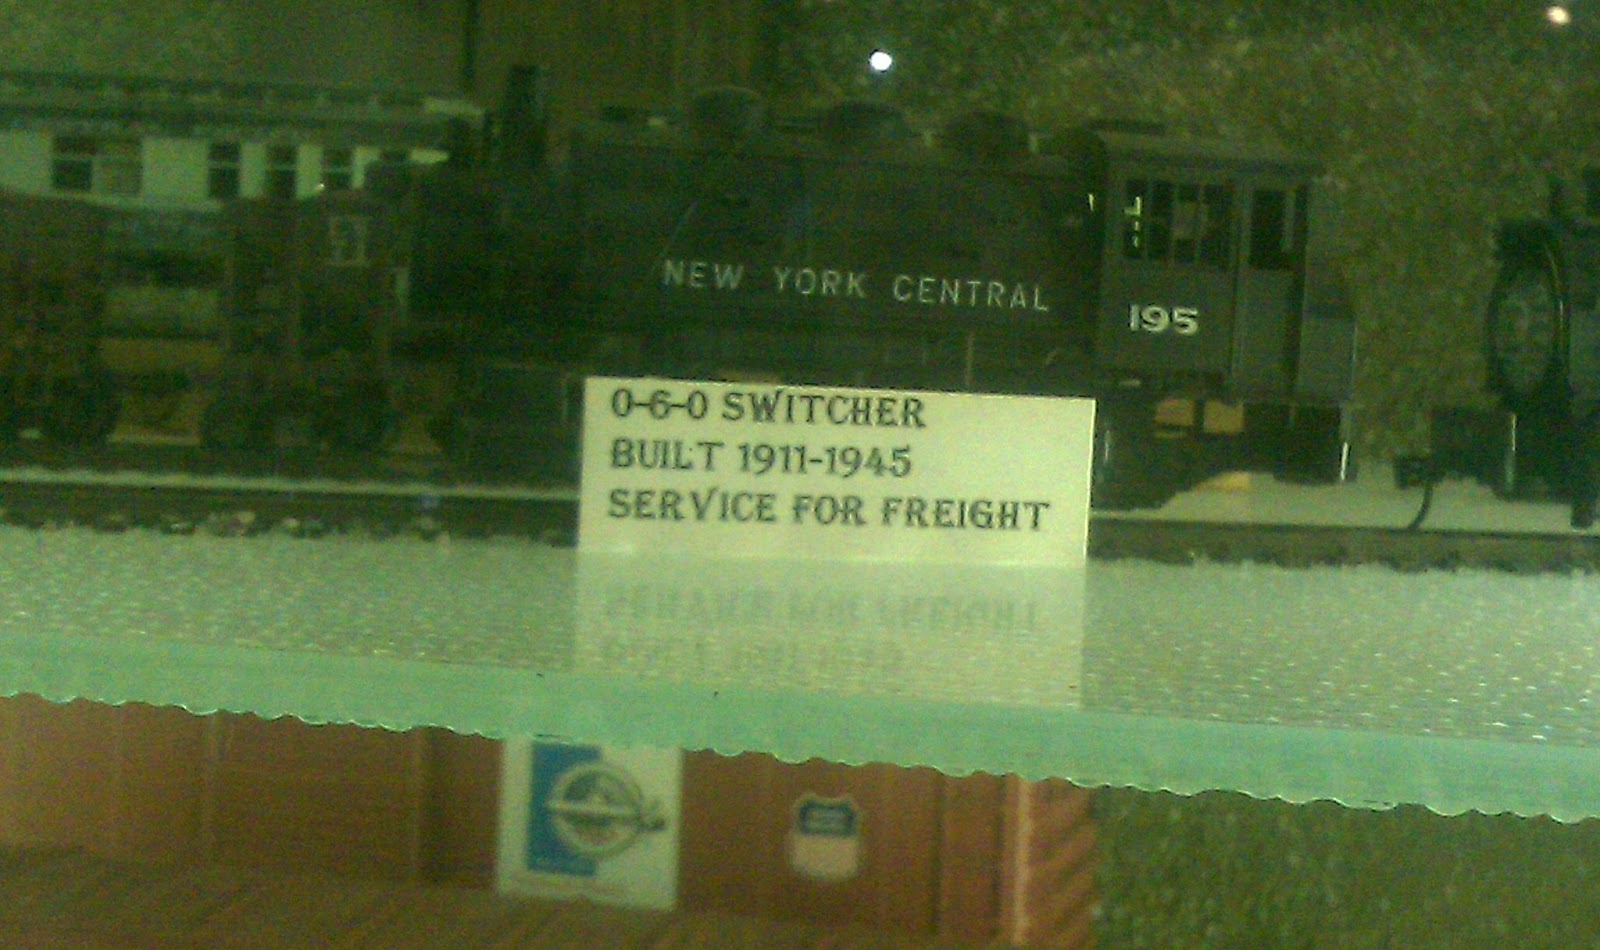 NEW YORK CENTRAL
195
0-6-0 SWITCHER
BUILT 1911-1945
SERVICE FOR FREIGHT